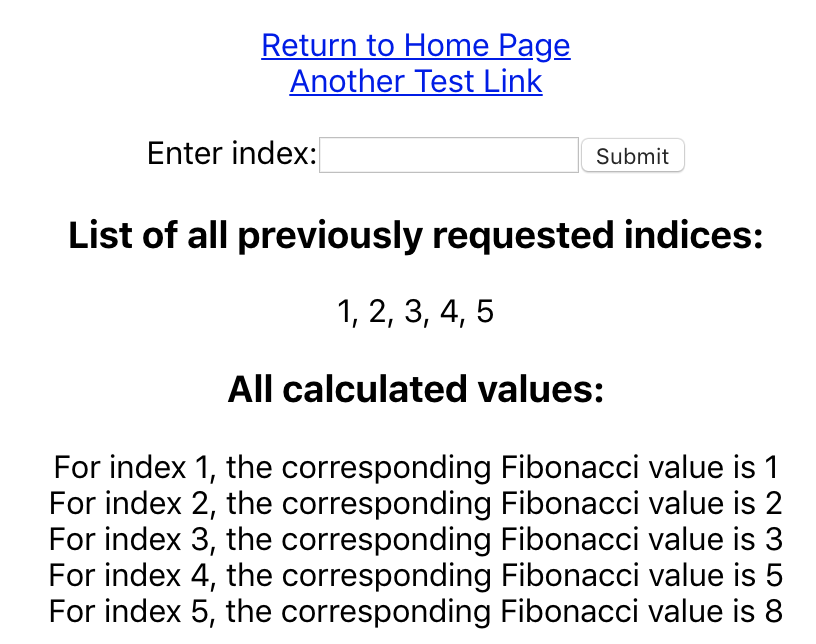 Return to Home Page
Another Test Link
Enter index: Submit
List of all previously requested indices:
1, 2, 3, 4, 5
All calculated values:
For index 1, the corresponding Fibonacci value is 1
For index 2, the corresponding Fibonacci value is 2
For index 3, the corresponding Fibonacci value is 3
For index 4, the corresponding Fibonacci value is 5
For index 5, the corresponding Fibonacci value is 8